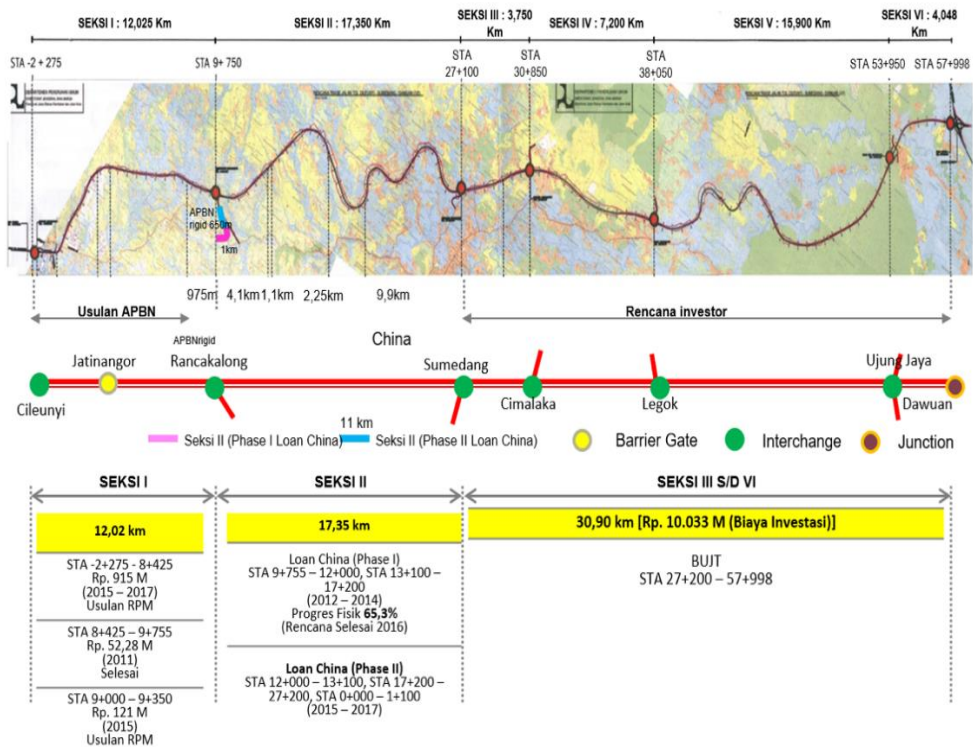 SEKSI I : 12,025 Km
SEKSI II : 17,350 km
SEKSI III : 3,750
Km
SEKSI IV : 7,200 Km
SEKSI V : 15,900 Km
SEKSI VI : 4,048
Km
STA -2 + 275
STA 9+ 750
STA
27+100
STA
30+850
STA
38+050
STA 53+950
STA 57+998
APBN
rigid 650m
1km
975m
4,1km
1,1km
2,25km
9,9km
Usulan APBN
Rencana investor
China
APBNrigid
Jatinangor
Rancakalong
Sumedang
Ujung Jaya
Cileunyi
Cimalaka
Legok
Dawuan
11 km
Seksi II (Phase I Loan China)
Seksi II (Phase II Loan China)
Barrier Gate
Interchange
Junction
SEKSI I
SEKSI II
SEKSI III S/D VI
12,02 km
17,35 km
30,90 km [Rp. 10.033 M (Biaya Investasi)]
STA -2+275 - 8+425
Rp. 915 M
(2015 – 2017)
Usulan RPM
STA 8+425 – 9+755
Rp. 52,28 M
(2011)
Selesai
STA 9+000 – 9+350
Rp. 121 M
(2015)
Usulan RPM
Loan China (Phase I)
STA 9+755 – 12+000, STA 13+100 -
17+200
(2012 – 2014)
Progres Fisik 65,3%
(Rencana Selesai 2016)
Loan China (Phase II)
STA 12+000 – 13+100, STA 17+200 –
27+200, STA 0+000 – 1+100
(2015 – 2017)
BUJT
STA 27+200 – 57+998